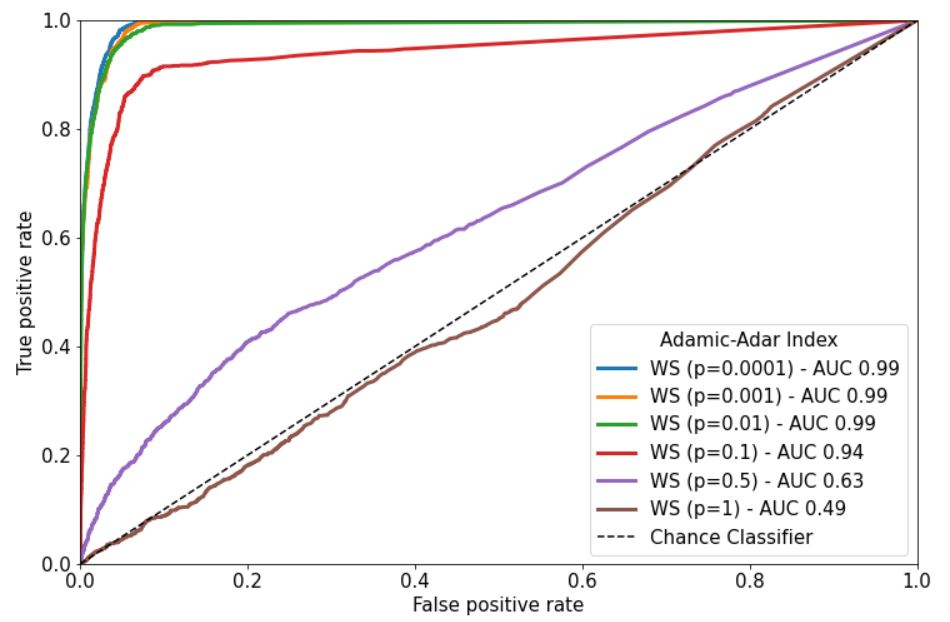 1.0
0.8
0.6
0.4
0.2
0.0
True positive rate
0.0 0.2 0.4 0.6 0.8 1.0
False positive rate
Adamic-Adar Index
WS (p=0.0001) - AUC 0.99
WS (p=0.001) - AUC 0.99
WS (p=0.01) - AUC 0.99
WS (p=0.1) - AUC 0.94
WS (p=0.5) - AUC 0.63
WS (p=1) - AUC 0.49
Chance Classifier